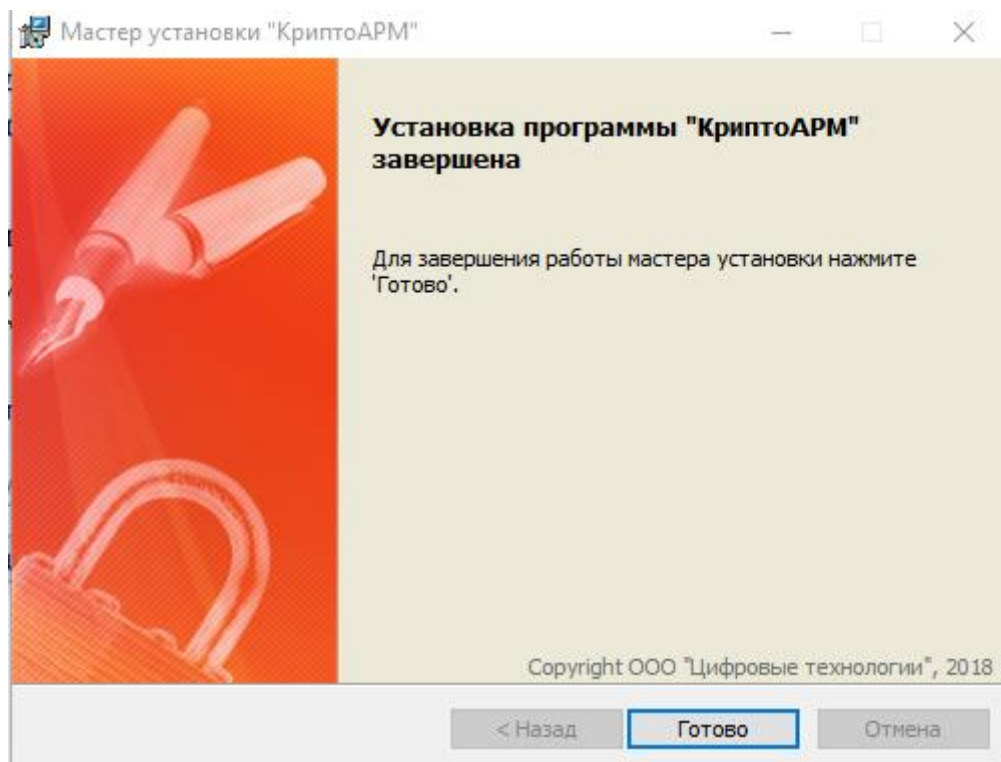 Мастер установки "КриптоАРМ"
Установка программы "КриптоАРМ"
завершена
Для завершения работы мастера установки нажмите
'Готово'.
Copyright ООО "Цифровые технологии", 2018
< Назад
Готово
Отмена